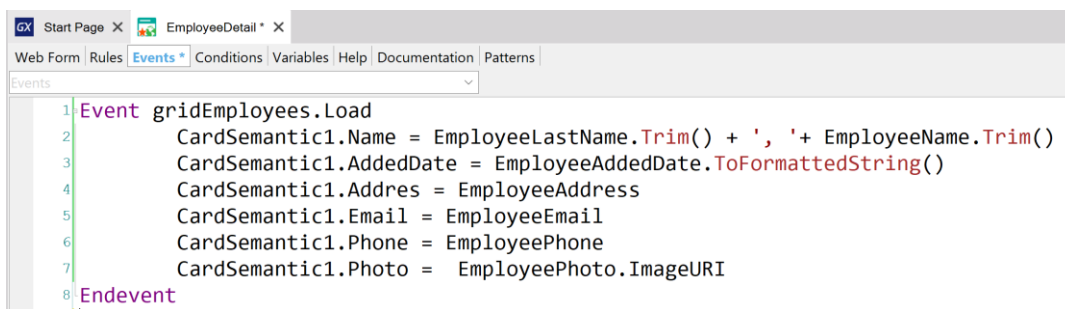 GX Start Page X EmployeeDetail * X
Web Form Rules Events * Conditions Variables Help Documentation Patterns
Events
1 Event gridEmployees.Load
2 CardSemantic1.Name = EmployeeLastName.Trim() + ', '+ EmployeeName.Trim()
3 CardSemantic1.AddedDate = EmployeeAddedDate.ToFormattedString()
4 CardSemantic1.Addres = EmployeeAddress
5 CardSemantic1.Email = EmployeeEmail
6 CardSemantic1.Phone = EmployeePhone
7 CardSemantic1.Photo =  EmployeePhoto.ImageURI
8 Endevent